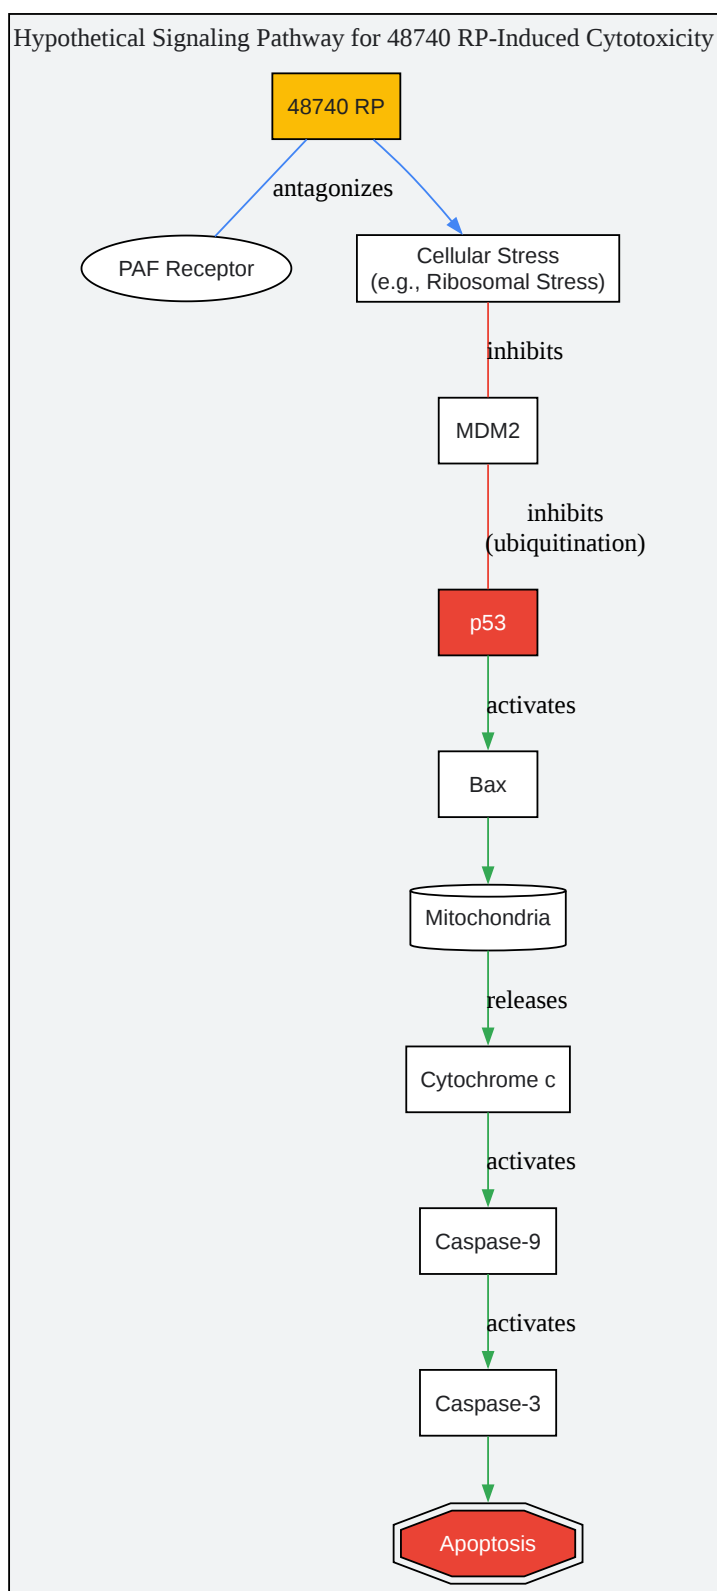 Hypothetical Signaling Pathway for 48740 RP-Induced Cytotoxicity
48740 RP
antagonizes
PAF Receptor
Cellular Stress
(e.g., Ribosomal Stress)
inhibits
MDM2
inhibits
(ubiquitination)
p53
activates
Bax
Mitochondria
releases
Cytochrome c
activates
Caspase-9
activates
Caspase-3
Apoptosis